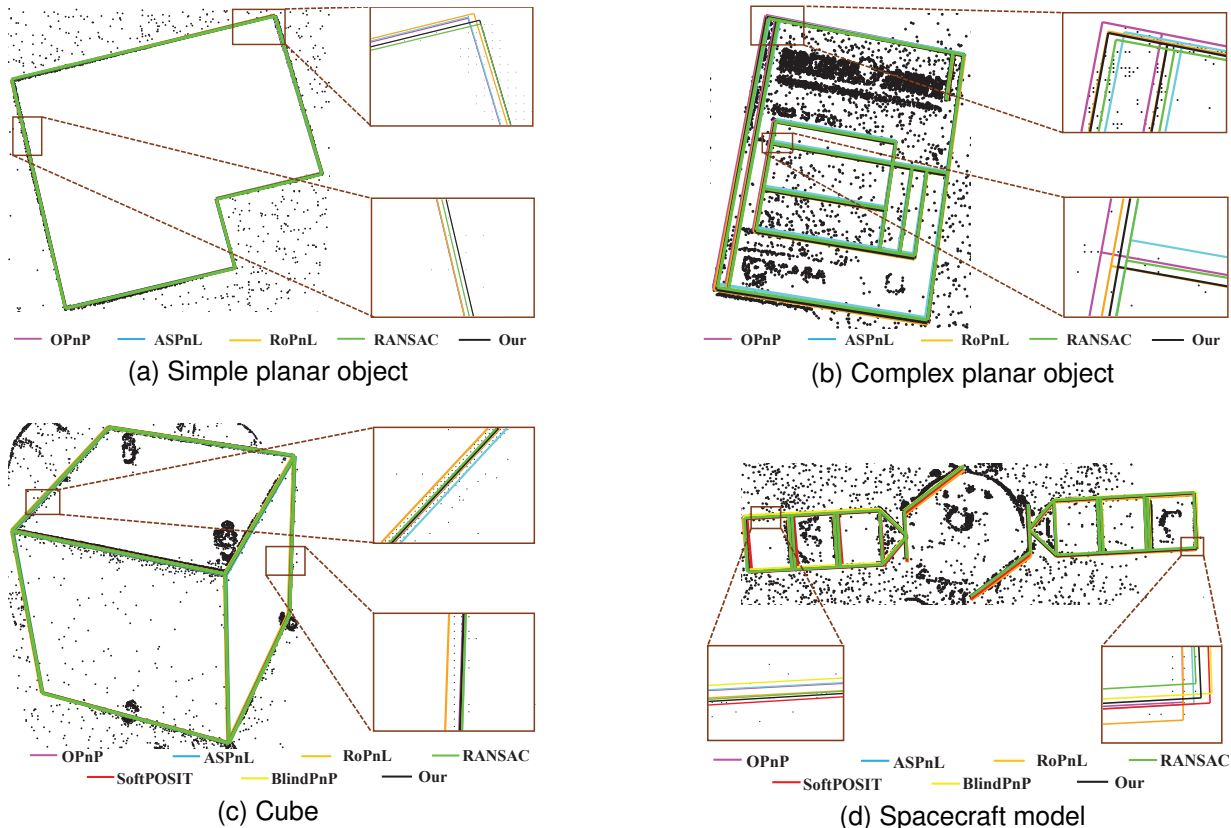 OPnP ASPnL RoPnL RANSAC Our
(a) Simple planar object
OPnP ASPnL RoPnL RANSAC Our
(b) Complex planar object
OPnP ASPnL RoPnL RANSAC
SoftPOSIT BlindPnP Our
(c) Cube
OPnP ASPnL RoPnL RANSAC
SoftPOSIT BlindPnP Our
(d) Spacecraft model